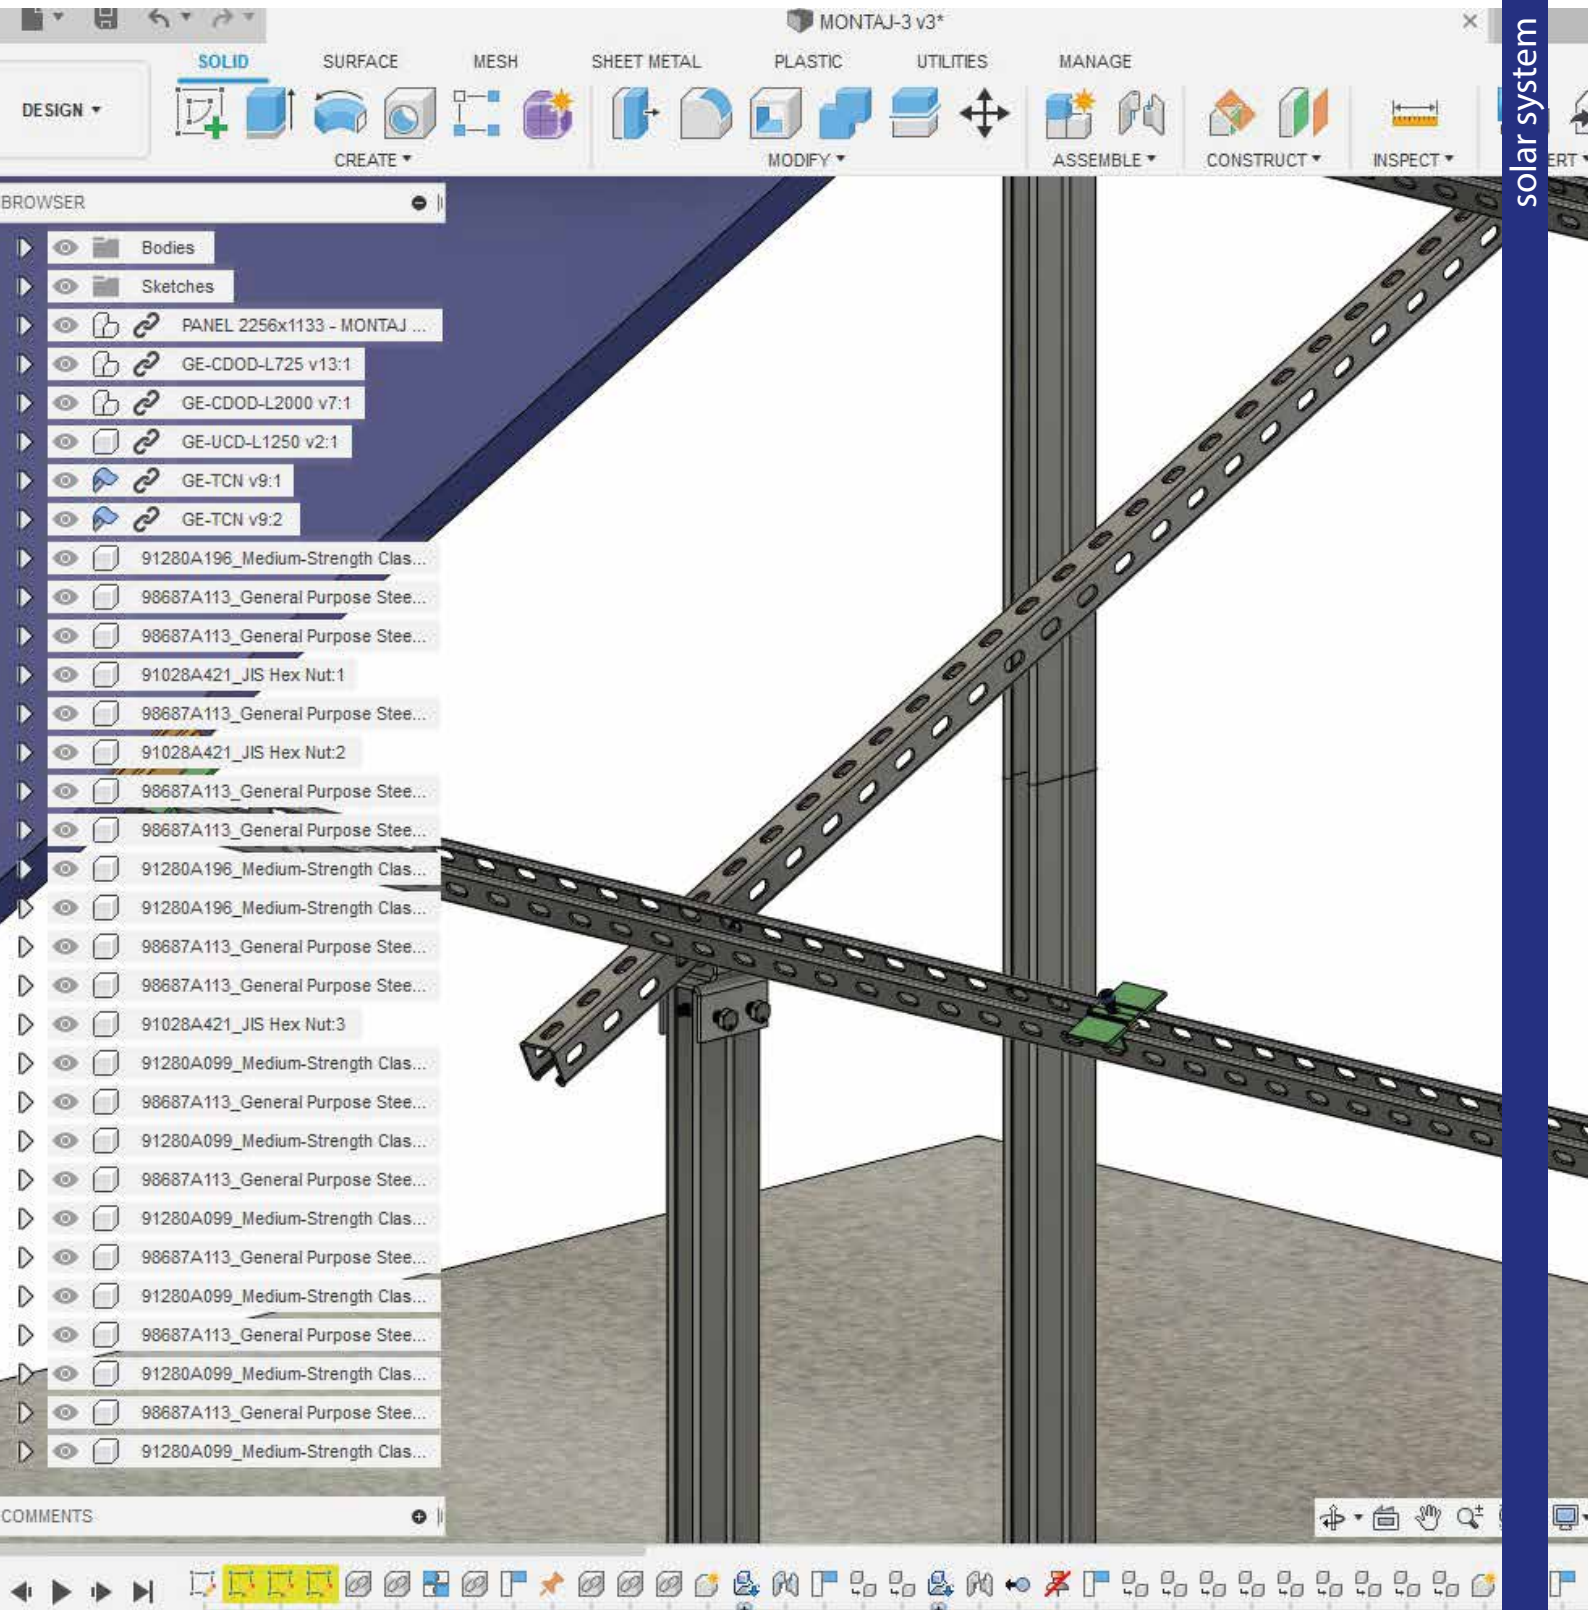 MONTAJ-3 v3*
solar system
SOLID SURFACE MESH SHEET METAL PLASTIC UTILITIES MANAGE
DESIGN
CREATE MODIFY ASSEMBLE CONSTRUCT INSPECT
BROWSER
Bodies
Sketches
PANEL 2256x1133 - MONTAJ ...
GE-CDOD-L725 v13:1
GE-CDOD-L2000 v7:1
GE-UCD-L1250 v2:1
GE-TCN v9:1
GE-TCN v9:2
91280A196_Medium-Strength Clas...
98687A113_General Purpose Stee...
98687A113_General Purpose Stee...
91028A421_JIS Hex Nut:1
98687A113_General Purpose Stee...
91028A421_JIS Hex Nut:2
98687A113_General Purpose Stee...
98687A113_General Purpose Stee...
91280A196_Medium-Strength Clas...
91280A196_Medium-Strength Clas...
98687A113_General Purpose Stee...
98687A113_General Purpose Stee...
91028A421_JIS Hex Nut:3
91280A099_Medium-Strength Clas...
98687A113_General Purpose Stee...
91280A099_Medium-Strength Clas...
98687A113_General Purpose Stee...
91280A099_Medium-Strength Clas...
98687A113_General Purpose Stee...
91280A099_Medium-Strength Clas...
98687A113_General Purpose Stee...
91280A099_Medium-Strength Clas...
98687A113_General Purpose Stee...
91280A099_Medium-Strength Clas...
COMMENTS